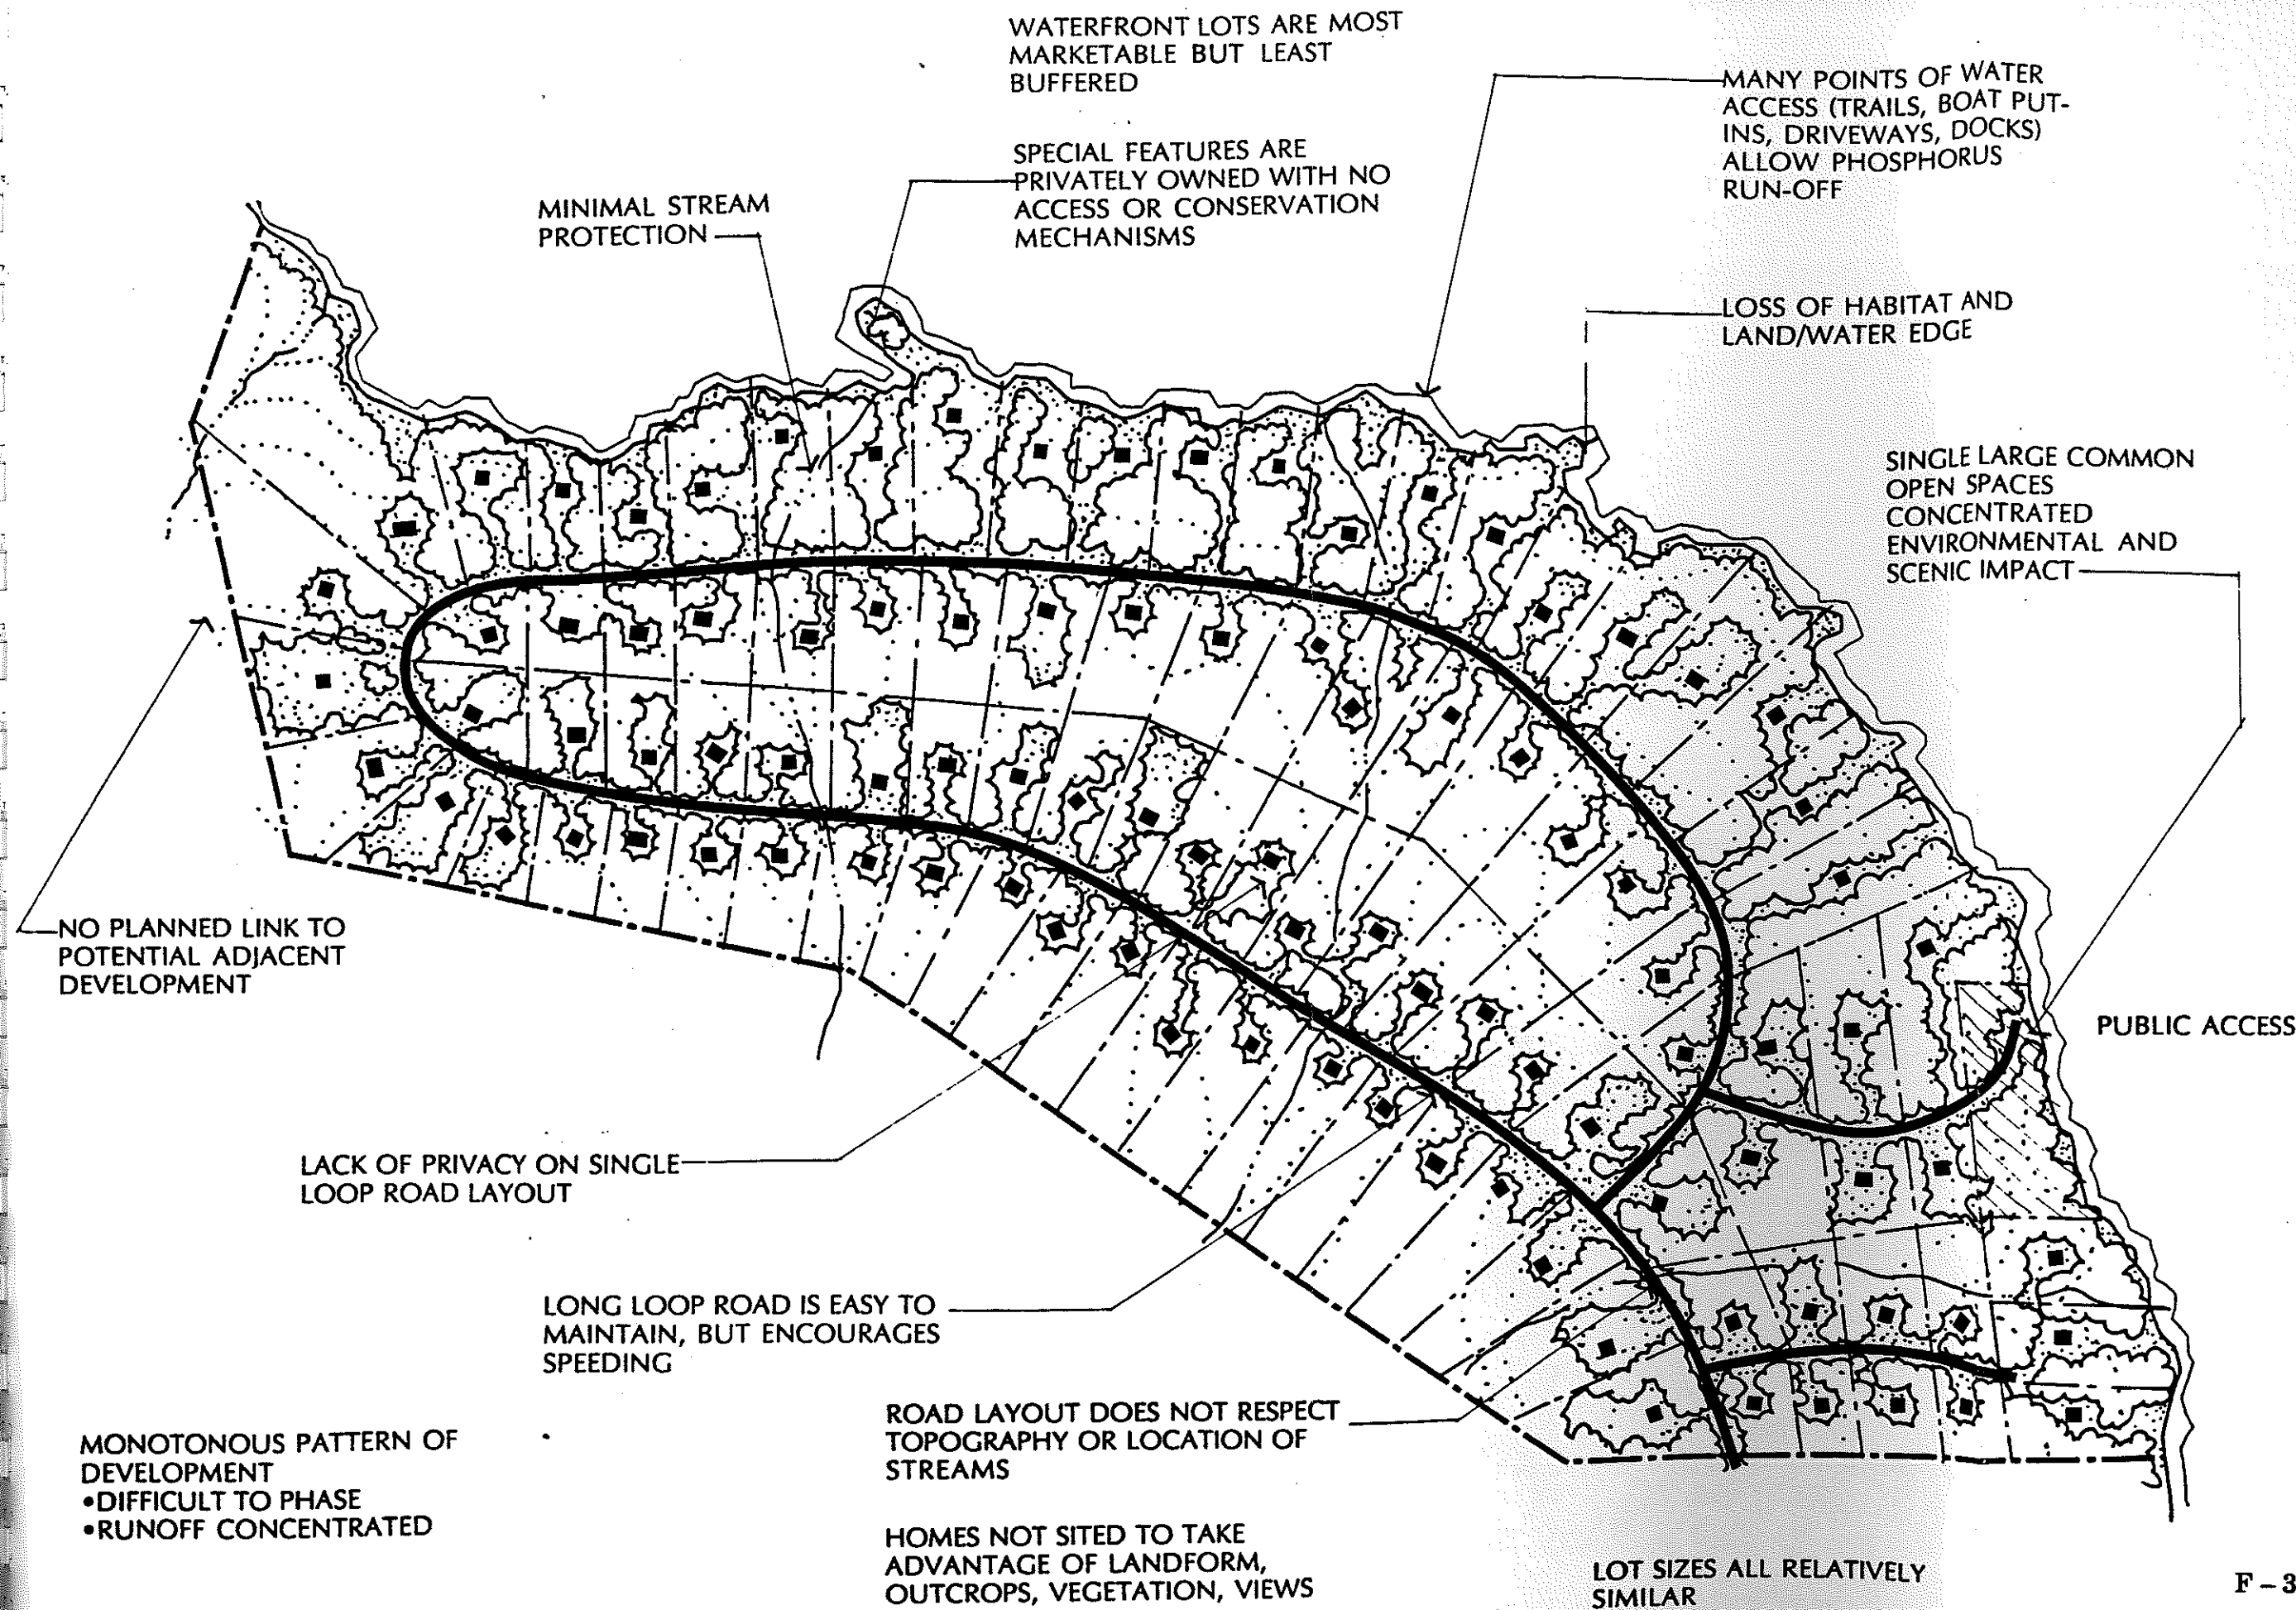 WATERFRONT LOTS ARE MOST
MARKETABLE BUT LEAST
BUFFERED
MANY POINTS OF WATER
ACCESS (TRAILS, BOAT PUT-
INS, DRIVEWAYS, DOCKS)
ALLOW PHOSPHORUS
RUN-OFF
SPECIAL FEATURES ARE
PRIVATELY OWNED WITH NO
ACCESS OR CONSERVATION
MECHANISMS
MINIMAL STREAM
PROTECTION
LOSS OF HABITAT AND
LAND/WATER EDGE
SINGLE LARGE COMMON
OPEN SPACES
CONCENTRATED
ENVIRONMENTAL AND
SCENIC IMPACT
NO PLANNED LINK TO
POTENTIAL ADJACENT
DEVELOPMENT
PUBLIC ACCESS
LACK OF PRIVACY ON SINGLE
LOOP ROAD LAYOUT
LONG LOOP ROAD IS EASY TO
MAINTAIN, BUT ENCOURAGES
SPEEDING
ROAD LAYOUT DOES NOT RESPECT
TOPOGRAPHY OR LOCATION OF
STREAMS
MONOTONOUS PATTERN OF
DEVELOPMENT
•DIFFICULT TO PHASE
•RUNOFF CONCENTRATED
HOMES NOT SITED TO TAKE
ADVANTAGE OF LANDFORM,
OUTCROPS, VEGETATION, VIEWS
LOT SIZES ALL RELATIVELY
SIMILAR
F-3